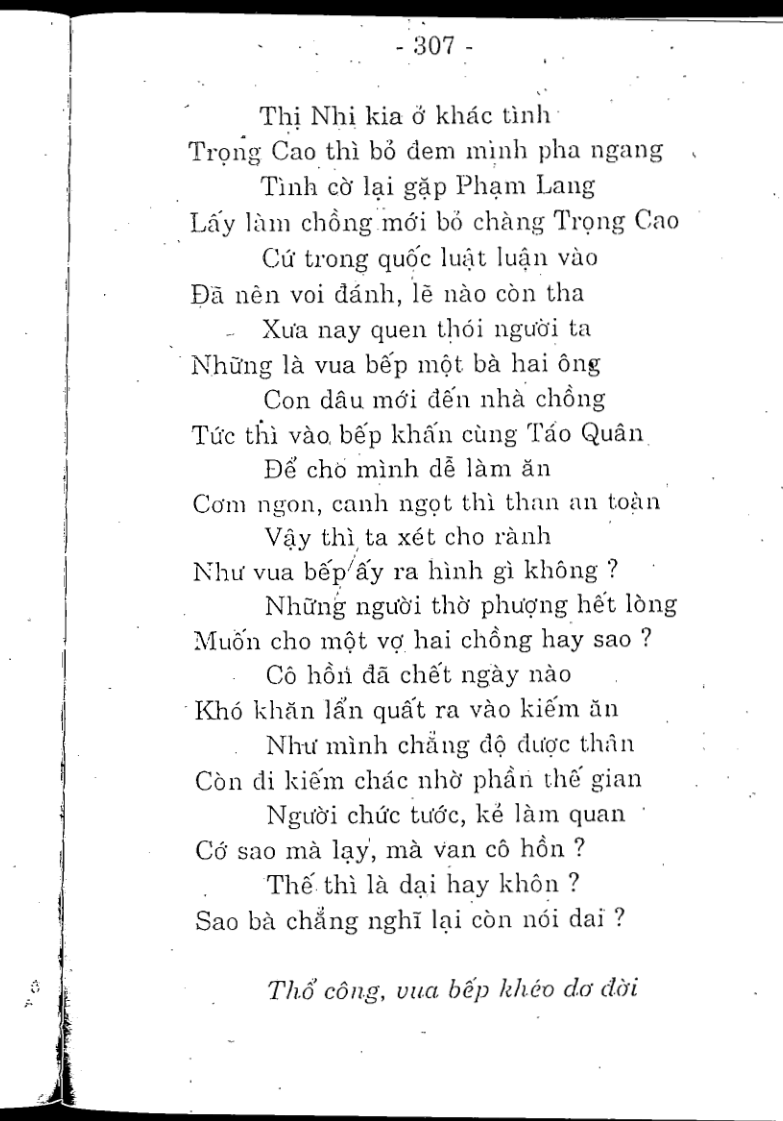 - 307 -
Thị Nhi kia ở khác tình
Trọng Cao thì bỏ đem mình pha ngang
Tình cờ lại gặp Phạm Lang
Lấy làm chồng mới bỏ chàng Trọng Cao
Cứ trong quốc luật luận vào
Đã nên voi đánh, lẽ nào còn tha
Xưa nay quen thói người ta
Những là vua bếp một bà hai ông
Con dâu mới đến nhà chồng
Tức thì vào bếp khấn cùng Táo Quân
Để cho mình dễ làm ăn
Cơm ngon, canh ngọt thì than an toàn
Vậy thì ta xét cho rành
Như vua bếp ấy ra hình gì không ?
Những người thờ phượng hết lòng
Muốn cho một vợ hai chồng hay sao ?
Cô hồn đã chết ngày nào
Khó khăn lẩn quất ra vào kiếm ăn
Như mình chẳng độ được thân
Còn đi kiếm chác nhờ phần thế gian
Người chức tước, kẻ làm quan
Cớ sao mà lạy, mà van cô hồn ?
Thế thì là dại hay khôn ?
Sao bà chẳng nghĩ lại còn nói dai ?
Thổ công, vua bếp khéo dơ đời